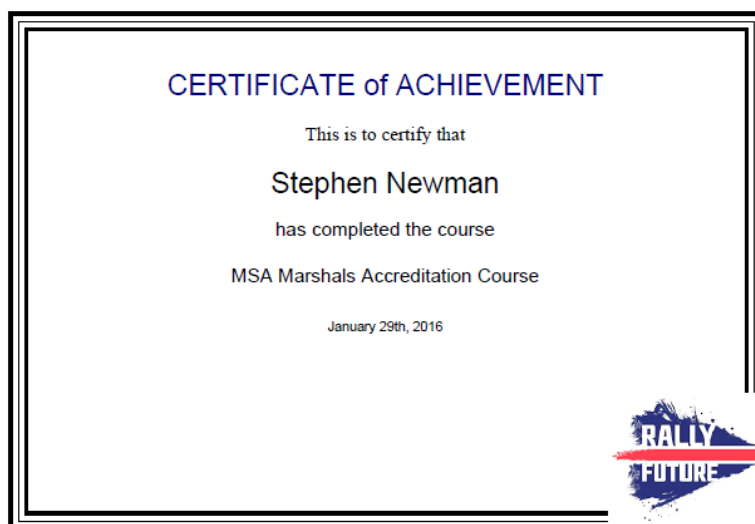 CERTIFICATE of ACHIEVEMENT
This is to certify that
Stephen Newman
has completed the course
MSA Marshals Accreditation Course
January 29th, 2016
RALLY
FUTURE